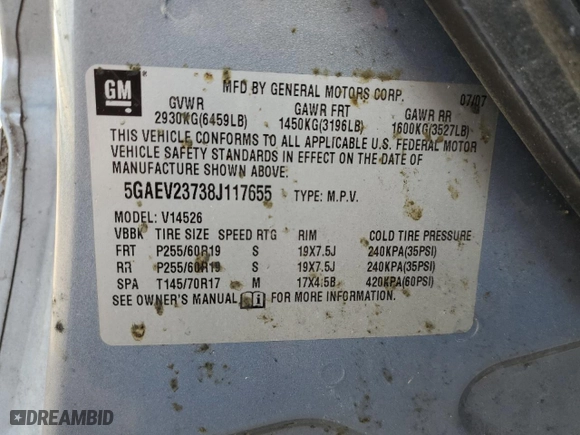 GM
MFD BY GENERAL MOTORS CORP. 07/07
GVWR GAWR FRT GAWR RR
2930KG(6459LB) 1450KG(3196LB) 1600KG(3527LB)
THIS VEHICLE CONFORMS TO ALL APPLICABLE U.S. FEDERAL MOTOR
VEHICLE SAFETY STANDARDS IN EFFECT ON THE DATE OF
MANUFACTURE SHOWN ABOVE.
5GAEV23738J117655 TYPE: M.P.V.
MODEL: V14526
VBBK TIRE SIZE SPEED RTG RIM COLD TIRE PRESSURE
FRT P255/60R19 S 19X7.5J 240KPA(35PSI)
RR P255/60R19 S 19X7.5J 240KPA(35PSI)
SPA T145/70R17 M 17X4.5B 420KPA(60PSI)
SEE OWNER'S MANUAL FOR MORE INFORMATION.
DREAMBID